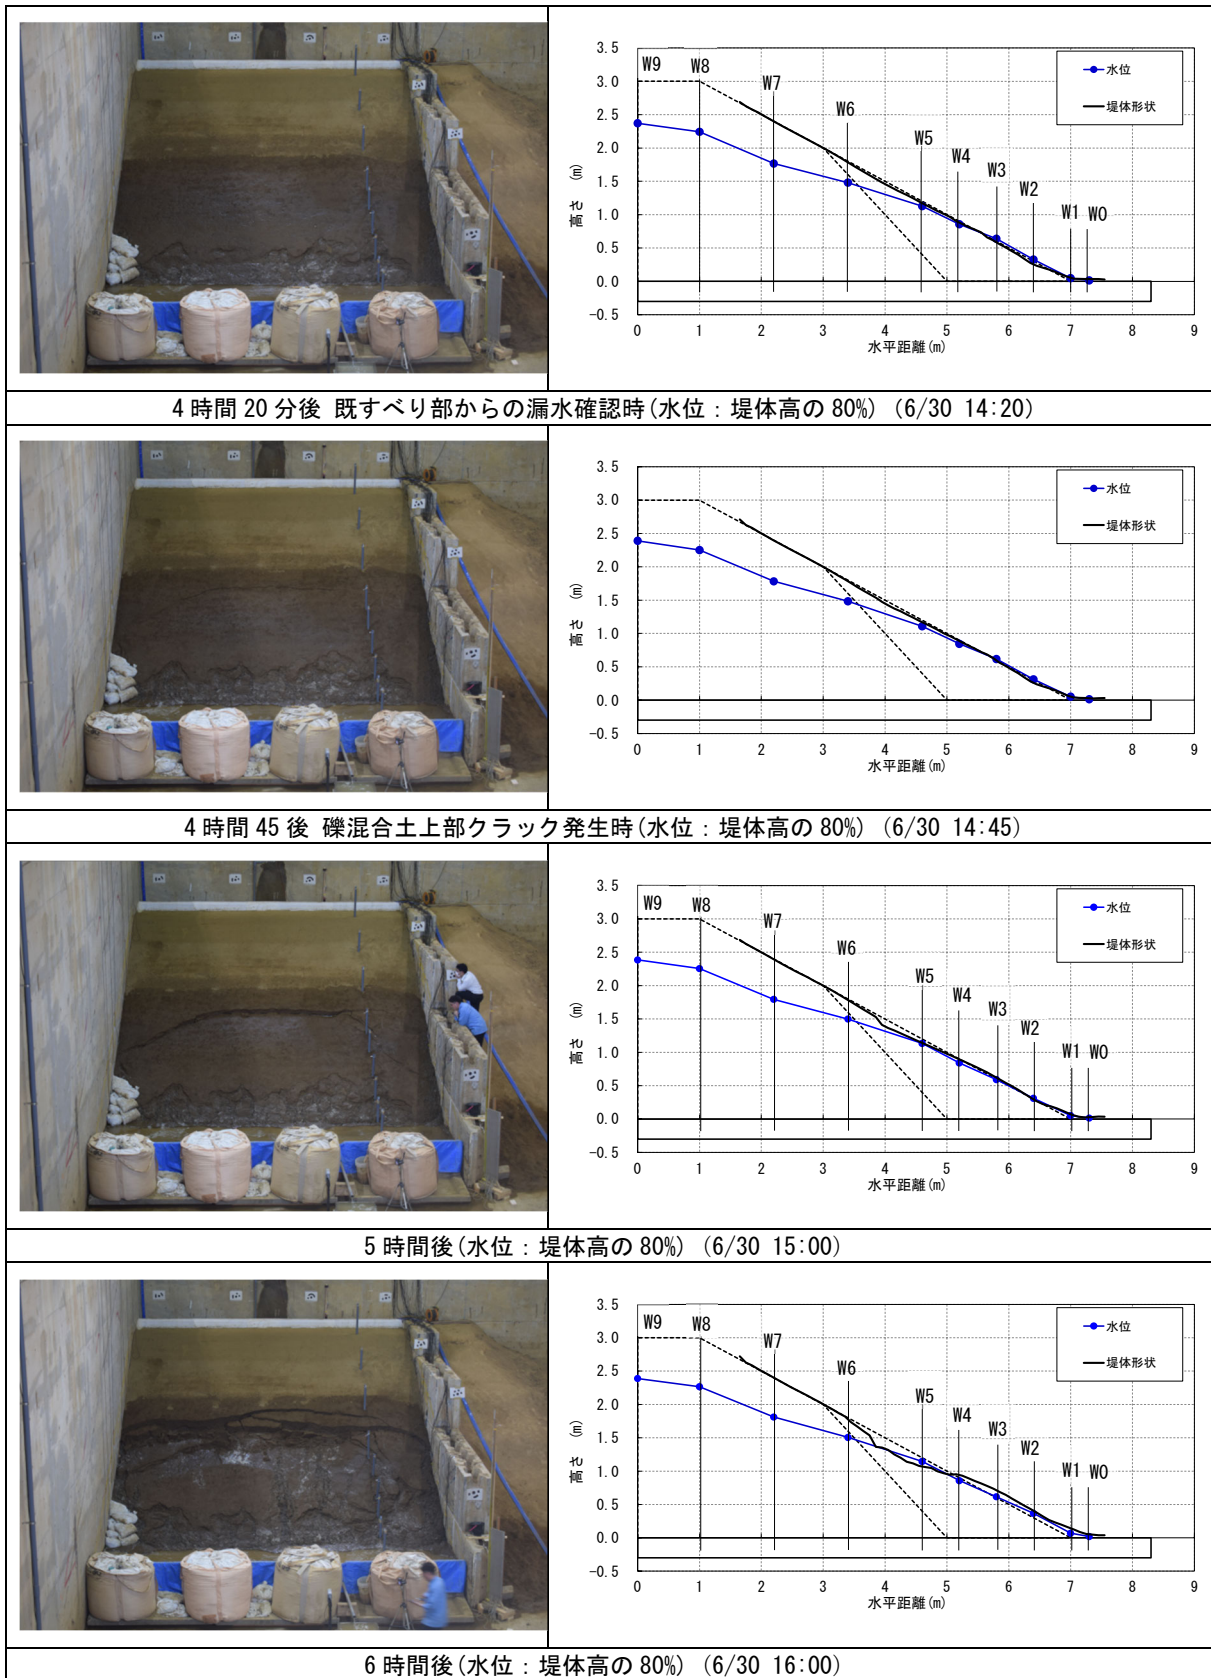 3.5
3.0
2.5
2.0
1.5
1.0
0.5
0.0
-0.5
高さ (m)
W9 W8 W7 W6 W5 W4 W3 W2 W1 W0
水位
堤体形状
0 1 2 3 4 5 6 7 8 9
水平距離(m)
4時間20分後 既すべり部からの漏水確認時(水位：堤体高の80%) (6/30 14:20)
3.5
3.0
2.5
2.0
1.5
1.0
0.5
0.0
-0.5
高さ (m)
水位
堤体形状
0 1 2 3 4 5 6 7 8 9
水平距離(m)
4時間45後 礫混合土上部クラック発生時(水位：堤体高の80%) (6/30 14:45)
3.5
3.0
2.5
2.0
1.5
1.0
0.5
0.0
-0.5
高さ (m)
W9 W8 W7 W6 W5 W4 W3 W2 W1 W0
水位
堤体形状
0 1 2 3 4 5 6 7 8 9
水平距離(m)
5時間後(水位：堤体高の80%) (6/30 15:00)
3.5
3.0
2.5
2.0
1.5
1.0
0.5
0.0
-0.5
高さ (m)
W9 W8 W7 W6 W5 W4 W3 W2 W1 W0
水位
堤体形状
0 1 2 3 4 5 6 7 8 9
水平距離(m)
6時間後(水位：堤体高の80%) (6/30 16:00)